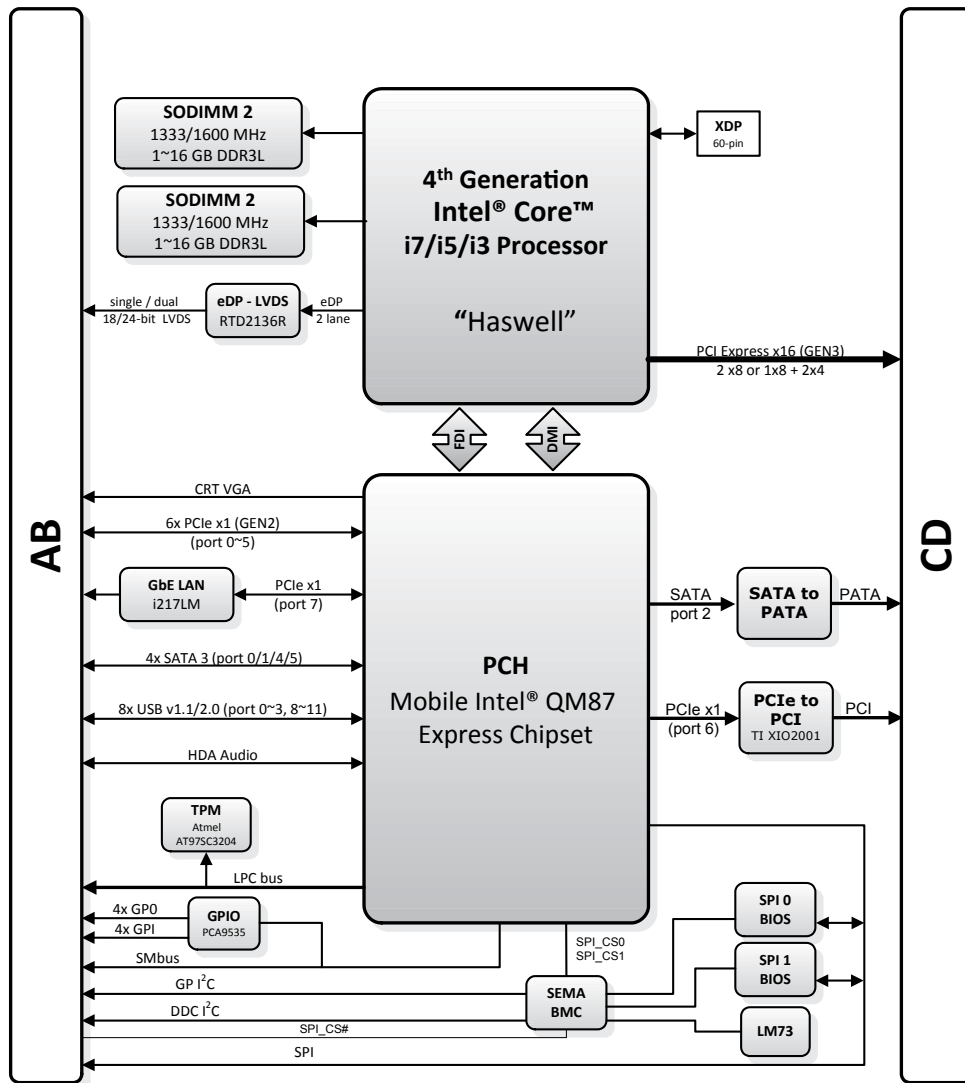 AB
CD
SODIMM 2
1333/1600 MHz
1~16 GB DDR3L
SODIMM 2
1333/1600 MHz
1~16 GB DDR3L
4th Generation
Intel® Core™
i7/i5/i3 Processor
“Haswell”
XDP
60-pin
single / dual
18/24-bit LVDS
eDP - LVDS
RTD2136R
eDP
2 lane
PCI Express x16 (GEN3)
2 x8 or 1x8 + 2x4
FDI
DMI
CRT VGA
6x PCIe x1 (GEN2)
(port 0~5)
GbE LAN
i217LM
PCIe x1
(port 7)
4x SATA 3 (port 0/1/4/5)
8x USB v1.1/2.0 (port 0~3, 8~11)
HDA Audio
PCH
Mobile Intel® QM87
Express Chipset
SATA
port 2
SATA to
PATA
PATA
PCIe x1
(port 6)
PCIe to
PCI
TI XIO2001
PCI
TPM
Atmel
AT97SC3204
LPC bus
4x GP0
4x GPI
GPIO
PCA9535
SMbus
GP I²C
DDC I²C
SPI_CS#
SPI
SPI_CS0
SPI_CS1
SEMA
BMC
SPI 0
BIOS
SPI 1
BIOS
LM73